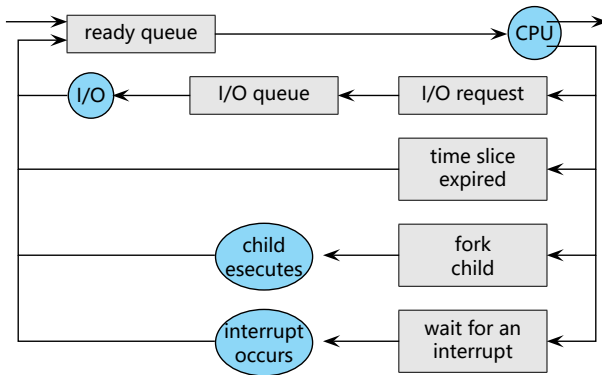 ready queue
CPU
I/O
I/O queue
I/O request
time slice
expired
child
esecutes
fork
child
interrupt
occurs
wait for an
interrupt